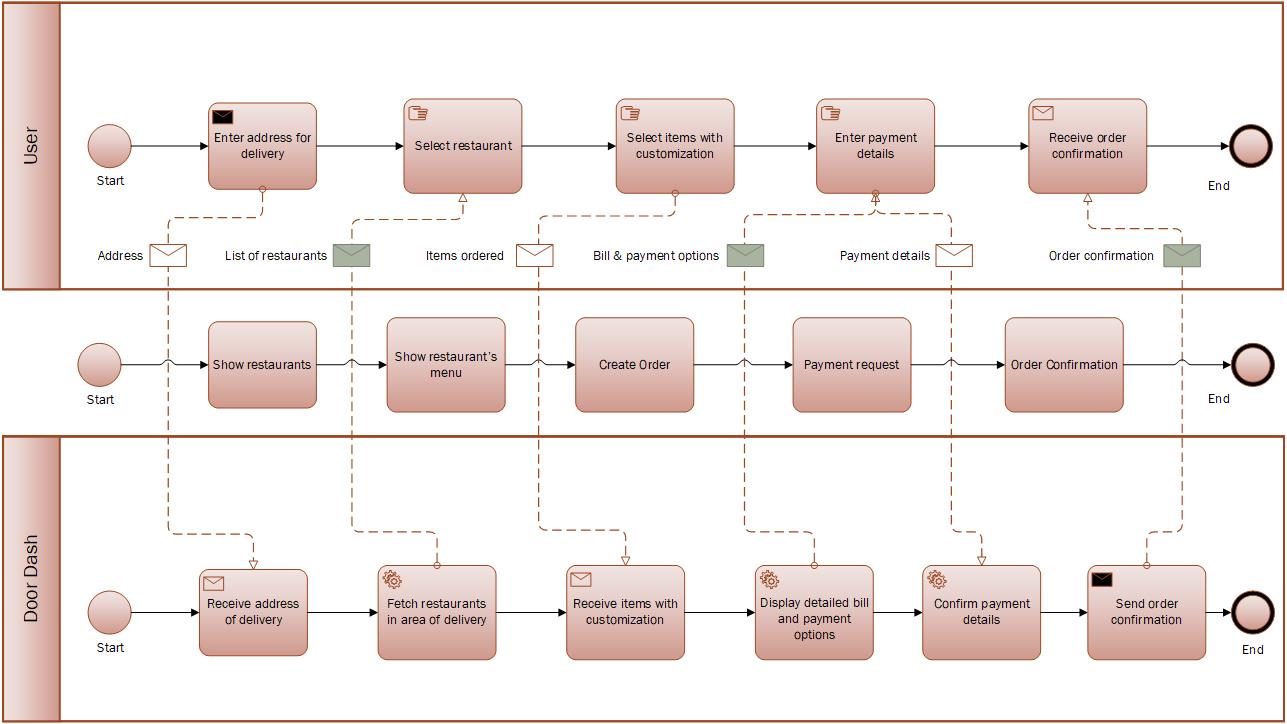 User
Enter address for
delivery
Select restaurant
Select items with
customization
Enter payment
details
Receive order
confirmation
Start
End
Address
List of restaurants
Items ordered
Bill & payment options
Payment details
Order confirmation
Show restaurants
Show restaurant's
menu
Create Order
Payment request
Order Confirmation
Start
End
Door Dash
Receive address
of delivery
Fetch restaurants
in area of delivery
Receive items with
customization
Display detailed bill
and payment
options
Confirm payment
details
Send order
confirmation
Start
End